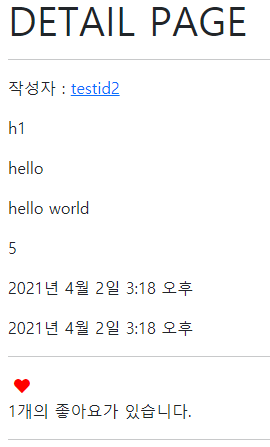 DETAIL PAGE
작성자 : testid2
h1
hello
hello world
5
2021년 4월 2일 3:18 오후
2021년 4월 2일 3:18 오후
1개의 좋아요가 있습니다.